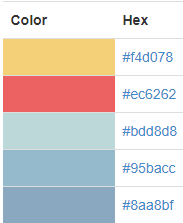 Color Hex
#f4d078
#ec6262
#bdd8d8
#95bacc
#8aa8bf